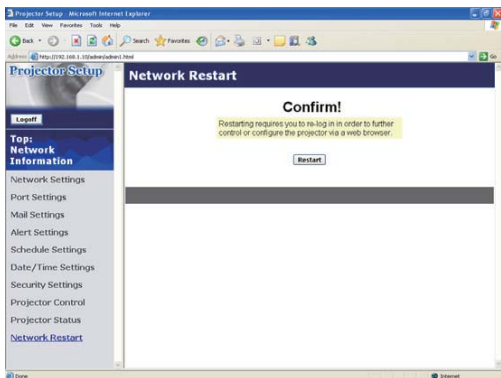 Projector Setup - Microsoft Internet Explorer
File Edit View Favorites Tools Help
Back Search Favorites
Address http://192.168.1.10/admin/admin1.html Go
Projector Setup
Network Restart
Confirm!
Restarting requires you to re-log in in order to further
control or configure the projector via a web browser.
Restart
Logoff
Top:
Network
Information
Network Settings
Port Settings
Mail Settings
Alert Settings
Schedule Settings
Date/Time Settings
Security Settings
Projector Control
Projector Status
Network Restart
Done Internet